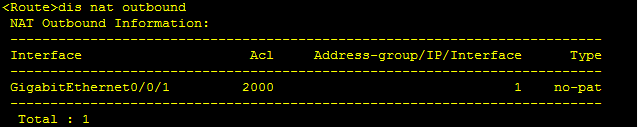 <Route>dis nat outbound
NAT Outbound Information:
--------------------------------------------------------------------------
Interface                     Acl     Address-group/IP/Interface      Type
--------------------------------------------------------------------------
GigabitEthernet0/0/1         2000                              1    no-pat
--------------------------------------------------------------------------
Total : 1